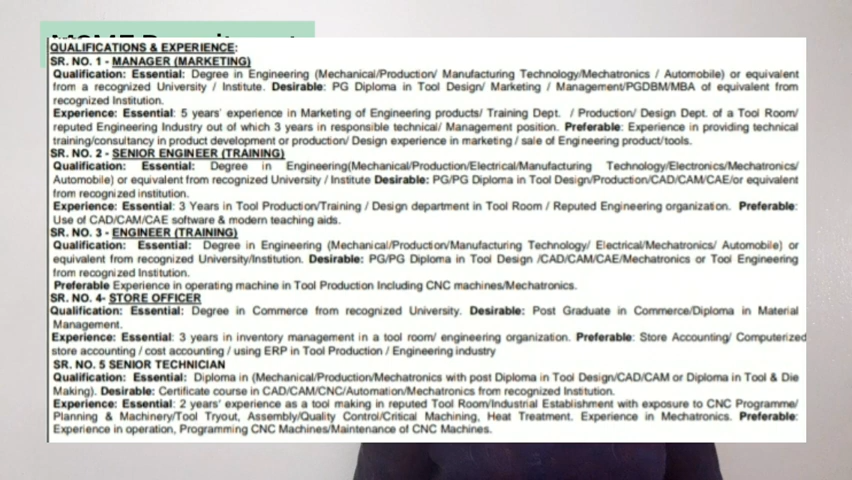 QUALIFICATIONS & EXPERIENCE:
SR. NO. 1 - MANAGER (MARKETING)
Qualification: Essential: Degree in Engineering (Mechanical/Production/ Manufacturing Technology/Mechatronics / Automobile) or equivalent
from a recognized University / Institute. Desirable: PG Diploma in Tool Design/ Marketing / Management/PGDBM/MBA of equivalent from
recognized Institution.
Experience: Essential: 5 years' experience in Marketing of Engineering products/ Training Dept. / Production/ Design Dept. of a Tool Room/
reputed Engineering Industry out of which 3 years in responsible technical/ Management position. Preferable: Experience in providing technical
training/consultancy in product development or production/ Design experience in marketing / sale of Engineering product/tools.
SR. NO. 2 - SENIOR ENGINEER (TRAINING)
Qualification: Essential: Degree in Engineering(Mechanical/Production/Electrical/Manufacturing Technology/Electronics/Mechatronics/
Automobile) or equivalent from recognized University / Institute Desirable: PG/PG Diploma in Tool Design/Production/CAD/CAM/CAE/or equivalent
from recognized institution.
Experience: Essential: 3 Years in Tool Production/Training / Design department in Tool Room / Reputed Engineering organization. Preferable:
Use of CAD/CAM/CAE software & modern teaching aids.
SR. NO. 3 - ENGINEER (TRAINING)
Qualification: Essential: Degree in Engineering (Mechanical/Production/Manufacturing Technology/ Electrical/Mechatronics/ Automobile) or
equivalent from recognized University/Institution. Desirable: PG/PG Diploma in Tool Design /CAD/CAM/CAE/Mechatronics or Tool Engineering
from recognized Institution.
Preferable Experience in operating machine in Tool Production Including CNC machines/Mechatronics.
SR. NO. 4- STORE OFFICER
Qualification: Essential: Degree in Commerce from recognized University. Desirable: Post Graduate in Commerce/Diploma in Material
Management.
Experience: Essential: 3 years in inventory management in a tool room/ engineering organization. Preferable: Store Accounting/ Computerized
store accounting / cost accounting / using ERP in Tool Production / Engineering industry
SR. NO. 5 SENIOR TECHNICIAN
Qualification: Essential: Diploma in (Mechanical/Production/Mechatronics with post Diploma in Tool Design/CAD/CAM or Diploma in Tool & Die
Making). Desirable: Certificate course in CAD/CAM/CNC/Automation/Mechatronics from recognized Institution.
Experience: Essential: 2 years' experience as a tool making in reputed Tool Room/Industrial Establishment with exposure to CNC Programme/
Planning & Machinery/Tool Tryout, Assembly/Quality Control/Critical Machining, Heat Treatment. Experience in Mechatronics. Preferable:
Experience in operation, Programming CNC Machines/Maintenance of CNC Machines.